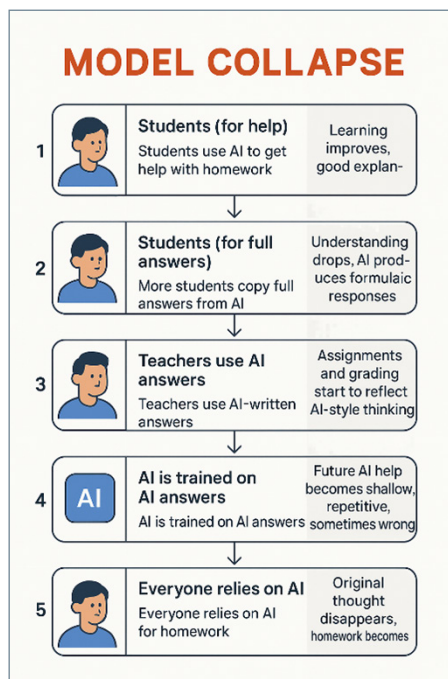 MODEL COLLAPSE
1
Students (for help)
Students use AI to get
help with homework
Learning
improves,
good explan-
2
Students (for full
answers)
More students copy full
answers from AI
Understanding
drops, AI prod-
uces formulaic
responses
3
Teachers use AI
answers
Teachers use AI-written
answers
Assignments
and grading
start to reflect
AI-style thinking
4
AI
AI is trained on
AI answers
AI is trained on AI answers
Future AI help
becomes shallow,
repetitive,
sometimes wrong
5
Everyone relies on AI
Everyone relies on AI
for homework
Original
thought
disappears,
homework becomes